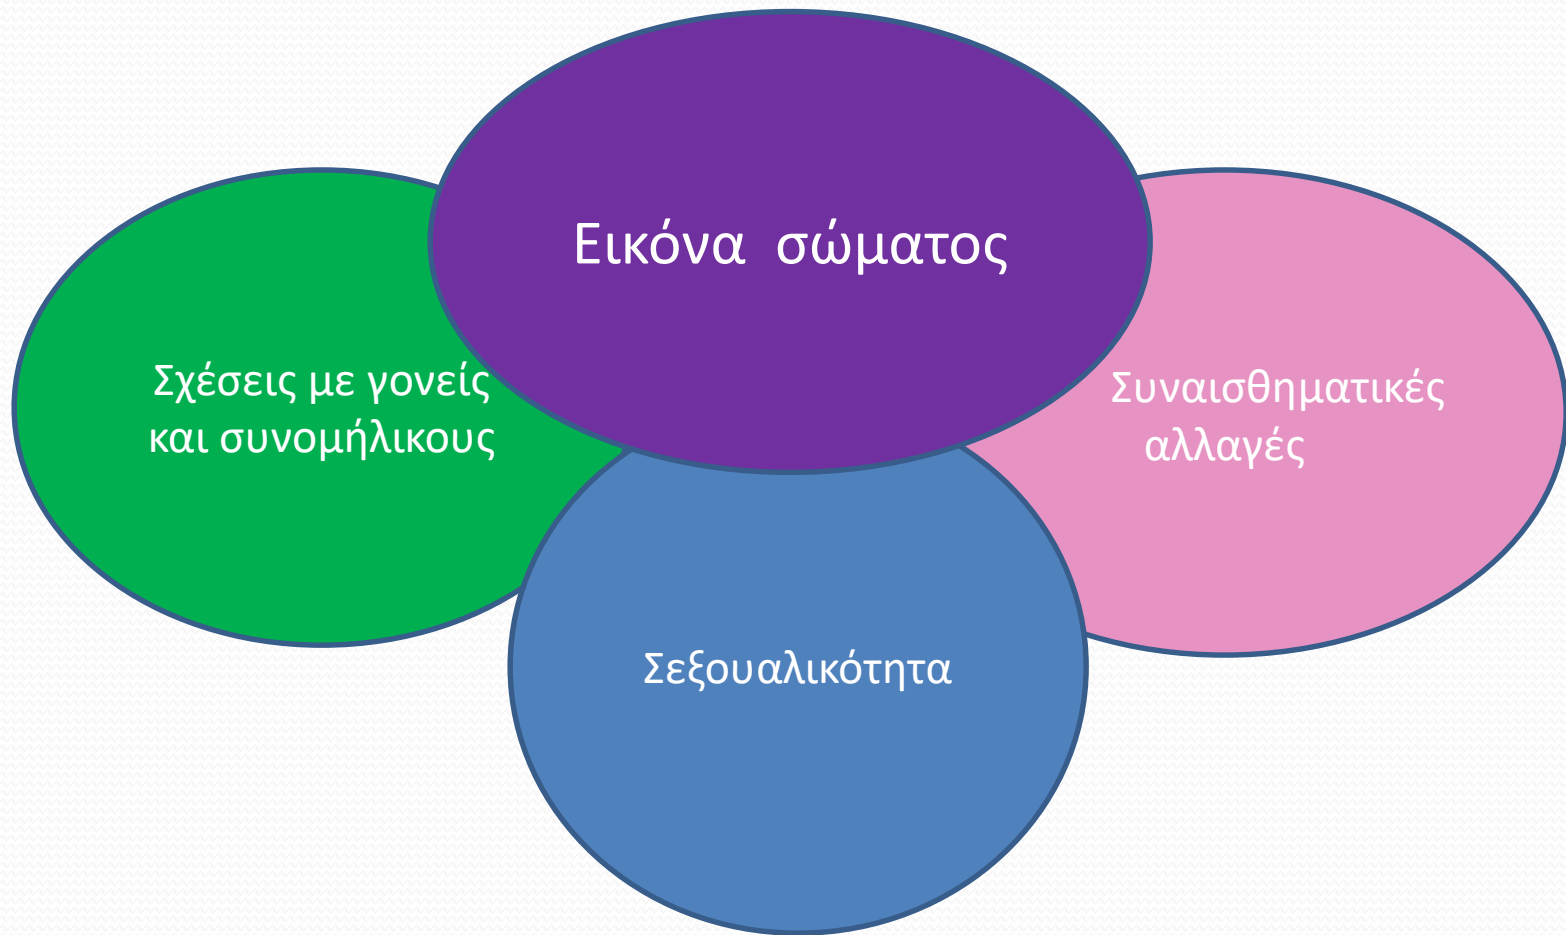 Εικόνα σώματος
Σχέσεις με γονείς
και συνομήλικους
Συναισθηματικές
αλλαγές
Σεξουαλικότητα